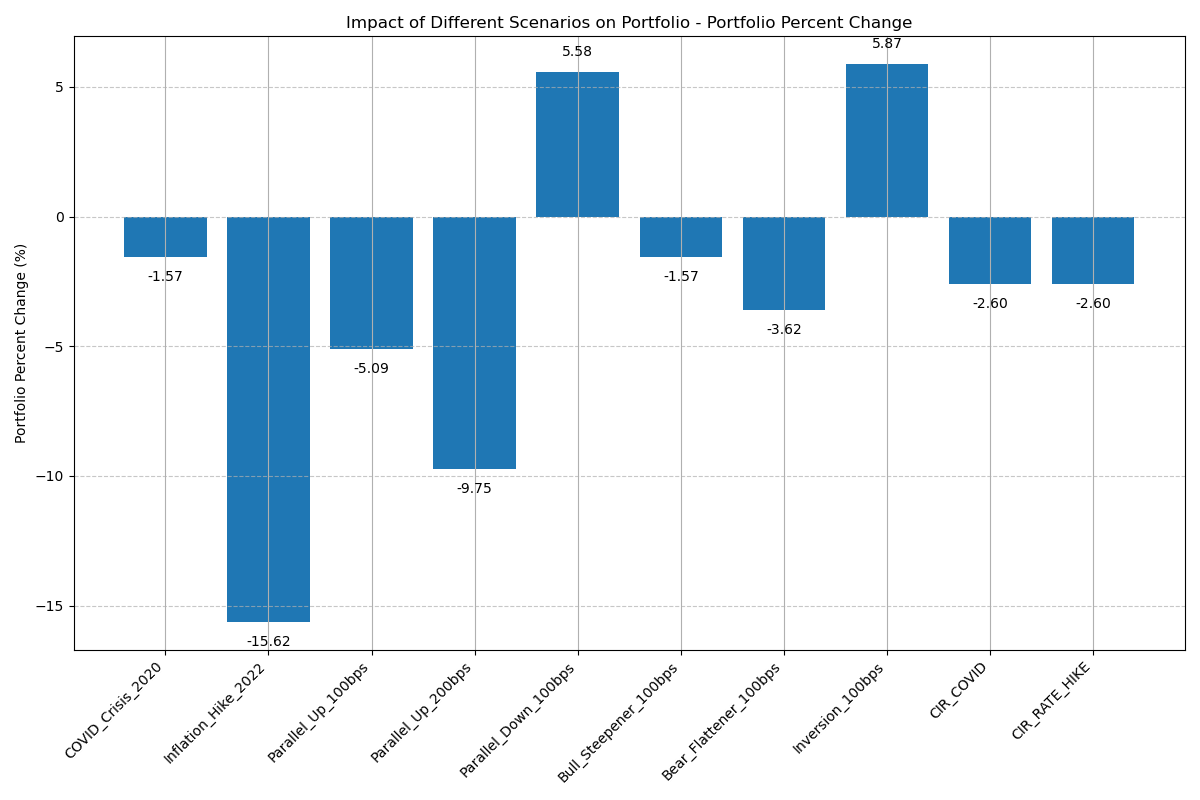 Impact of Different Scenarios on Portfolio - Portfolio Percent Change
Portfolio Percent Change (%)
5
0
−5
−10
−15
-1.57
-15.62
-5.09
-9.75
5.58
-1.57
-3.62
5.87
-2.60
-2.60
COVID_Crisis_2020
Inflation_Hike_2022
Parallel_Up_100bps
Parallel_Up_200bps
Parallel_Down_100bps
Bull_Steepener_100bps
Bear_Flattener_100bps
Inversion_100bps
CIR_COVID
CIR_RATE_HIKE